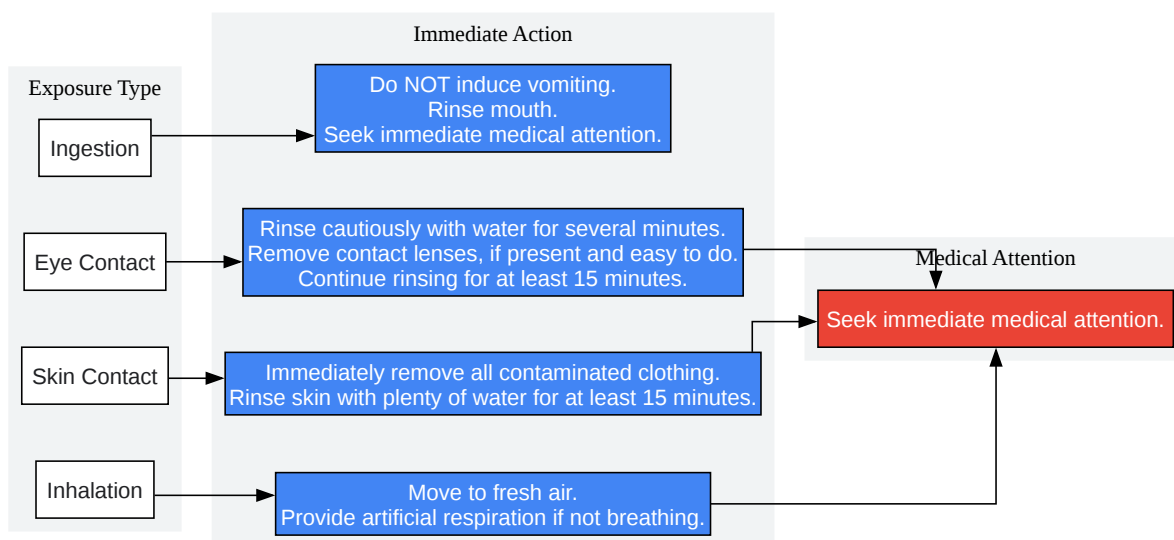 Immediate Action
Exposure Type
Do NOT induce vomiting.
Rinse mouth.
Seek immediate medical attention.
Ingestion
Rinse cautiously with water for several minutes.
Remove contact lenses, if present and easy to do.
Continue rinsing for at least 15 minutes.
Eye Contact
Medical Attention
Seek immediate medical attention.
Skin Contact
Immediately remove all contaminated clothing.
Rinse skin with plenty of water for at least 15 minutes.
Inhalation
Move to fresh air.
Provide artificial respiration if not breathing.